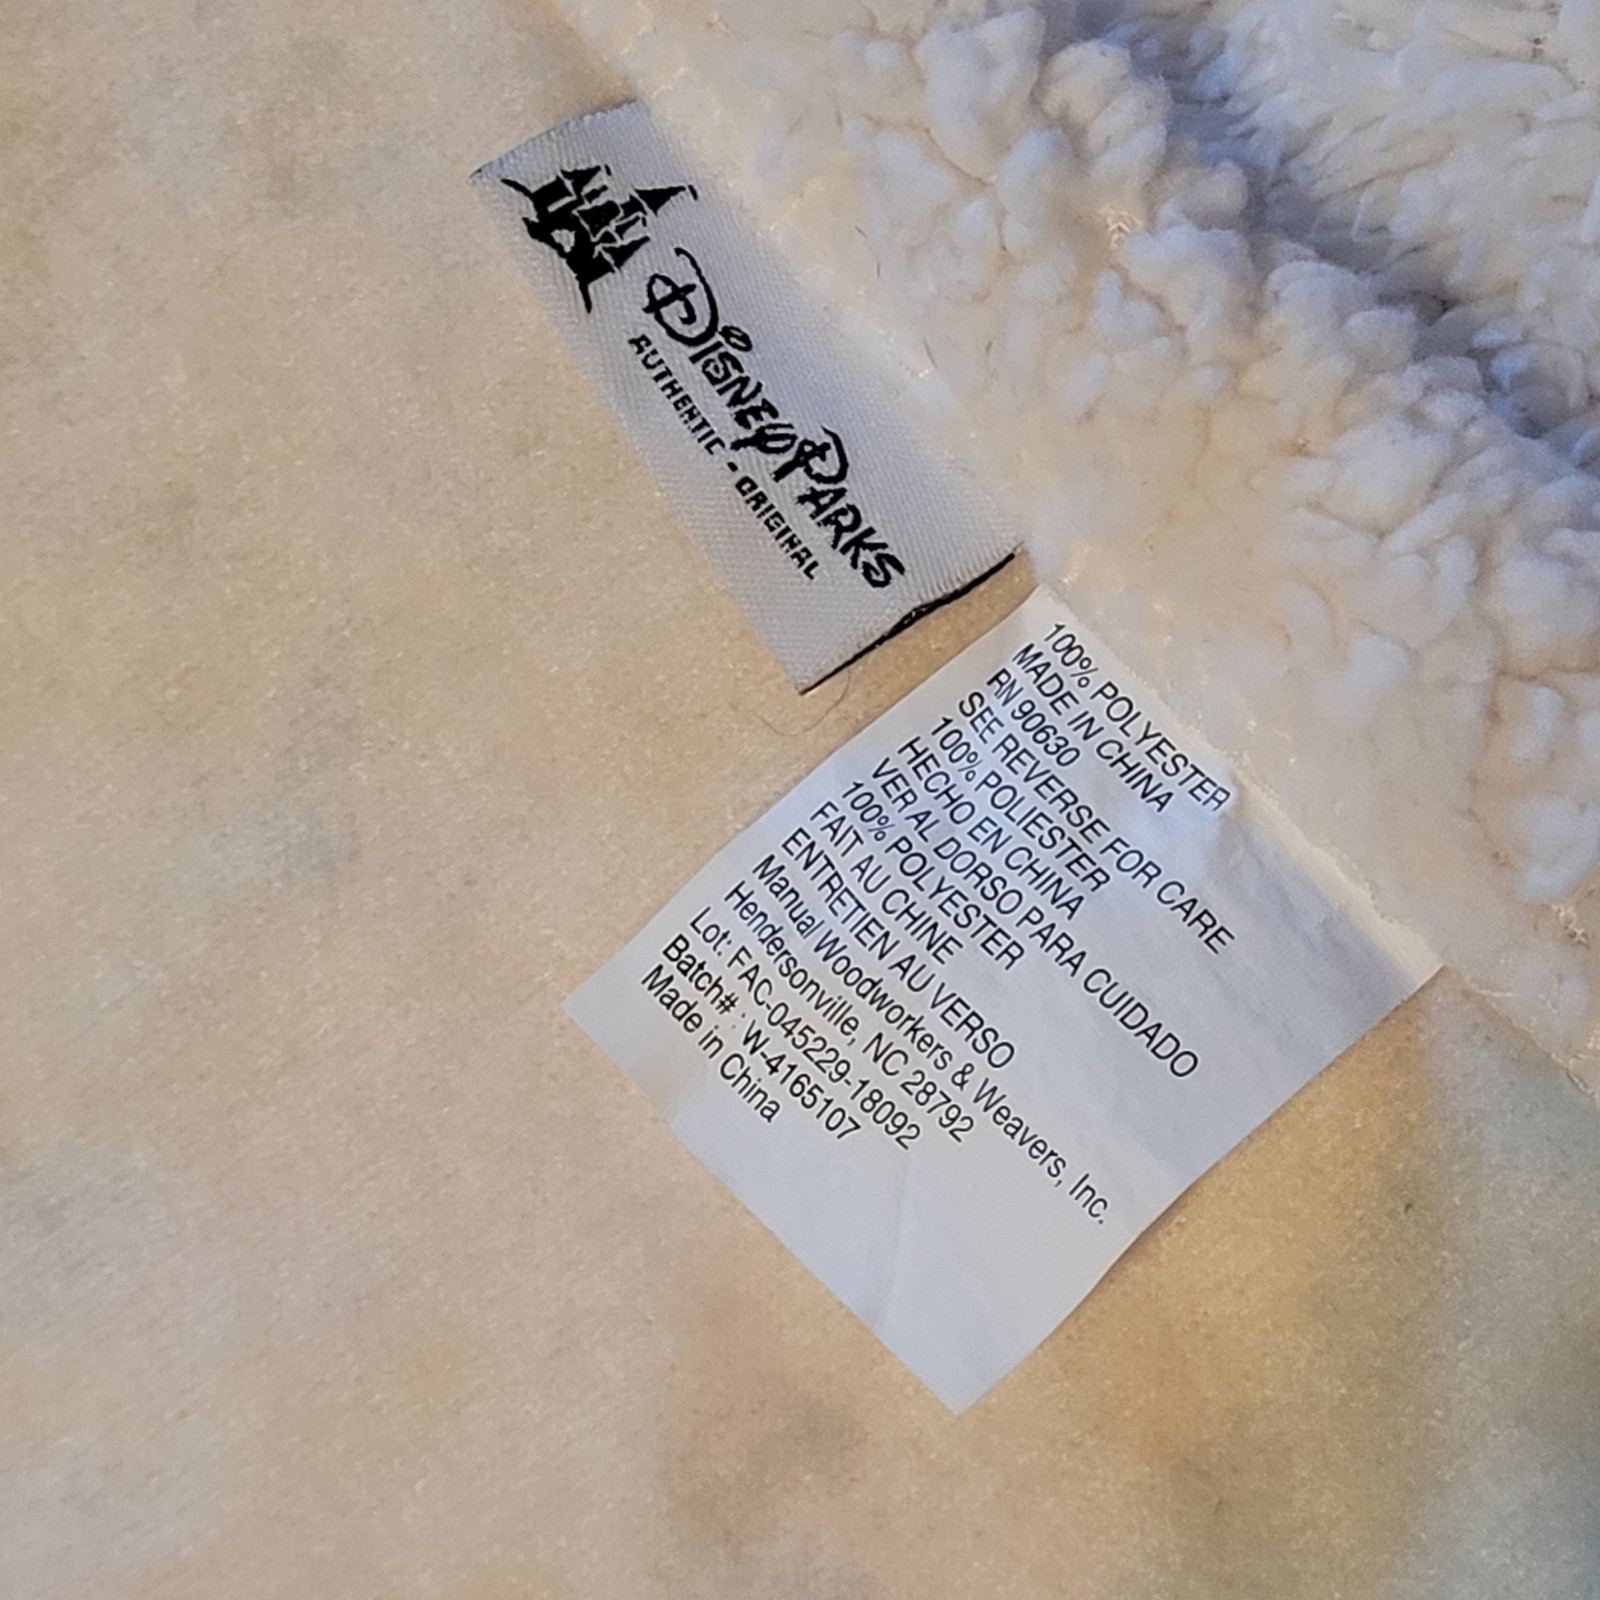 DISNEY PARKS
AUTHENTIC • ORIGINAL
100% POLYESTER
MADE IN CHINA
RN 90630
SEE REVERSE FOR CARE
100% POLIESTER
HECHO EN CHINA
VER AL DORSO PARA CUIDADO
100% POLYESTER
FAIT AU CHINE
ENTRETIEN AU VERSO
Manual Woodworkers & Weavers, Inc.
Hendersonville, NC 28792
Lot: FAC-045229-18092
Batch# : W-4165107
Made in China